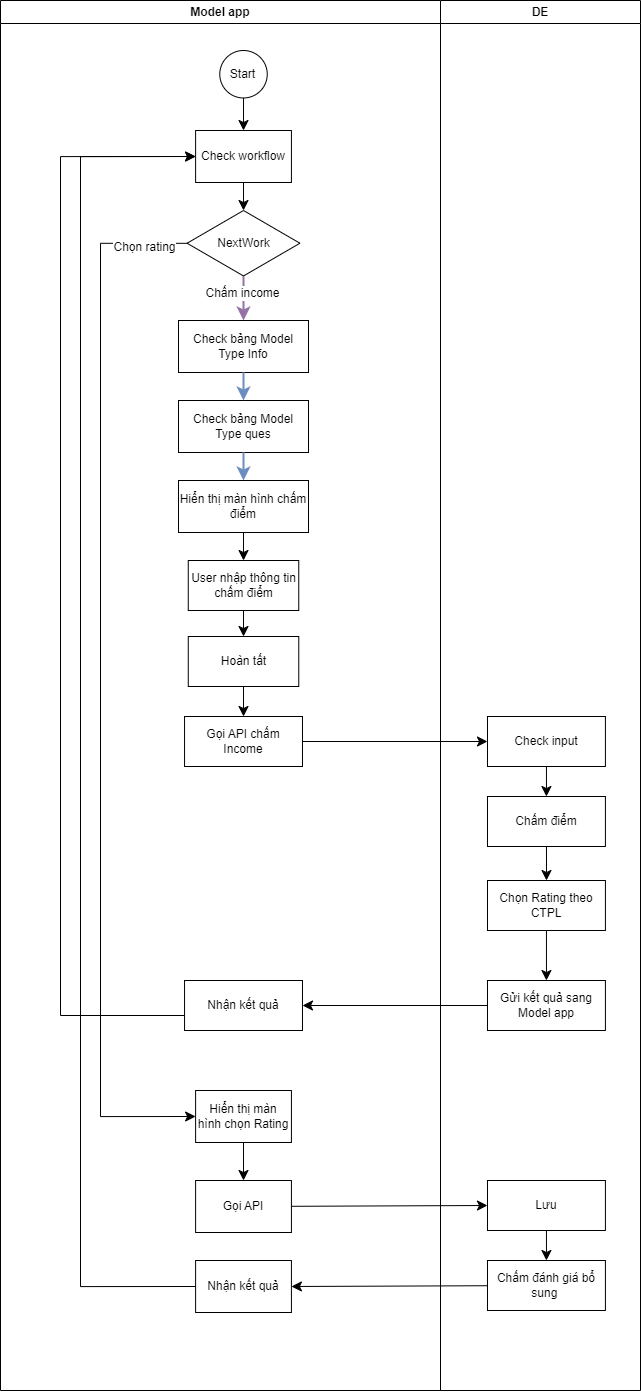 Model app
DE
Start
Check workflow
NextWork
Chọn rating
Chấm income
Check bảng Model
Type Info
Check bảng Model
Type ques
Hiển thị màn hình chấm
điểm
User nhập thông tin
chấm điểm
Hoàn tất
Gọi API chấm
Income
Check input
Chấm điểm
Chọn Rating theo
CTPL
Gửi kết quả sang
Model app
Nhận kết quả
Hiển thị màn
hình chọn Rating
Gọi API
Lưu
Chấm đánh giá bổ
sung
Nhận kết quả